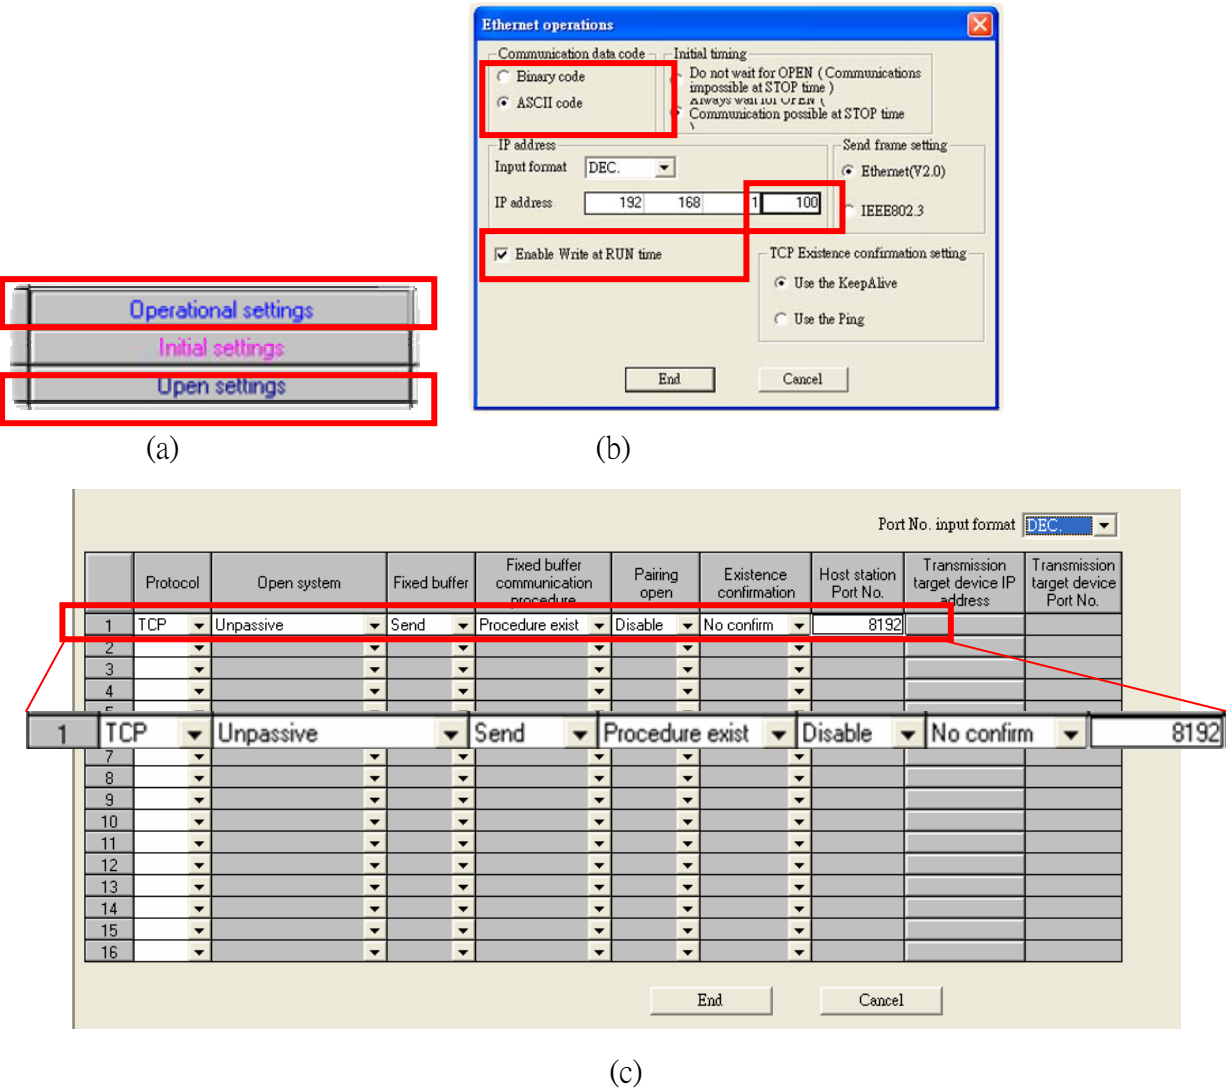 Ethernet operations
Communication data code
Initial timing
Binary code
ASCII code
Do not wait for OPEN ( Communications
impossible at STOP time )
Always wait for OPEN (
Communication possible at STOP time
)
IP address
Input format DEC.
IP address 192 168 1 100
Send frame setting
Ethernet(V2.0)
IEEE802.3
Enable Write at RUN time
TCP Existence confirmation setting
Use the KeepAlive
Use the Ping
End Cancel
Operational settings
Initial settings
Open settings
(a) (b)
Port No. input format DEC.
Protocol
Open system
Fixed buffer
Fixed buffer
communication
procedure
Pairing
open
Existence
confirmation
Host station
Port No.
Transmission
target device IP
address
Transmission
target device
Port No.
1 TCP Unpassive Send Procedure exist Disable No confirm 8192
2
3
4
5
1 TCP Unpassive Send Procedure exist Disable No confirm 8192
7
8
9
10
11
12
13
14
15
16
End Cancel
(c)